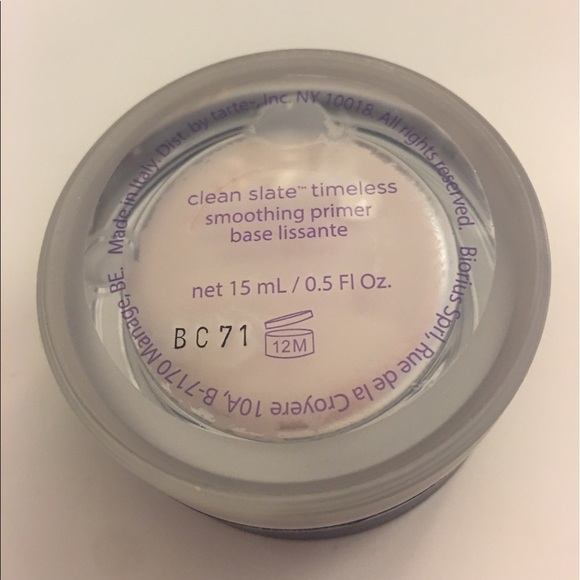 Made in Italy. Dist. by tarte™, Inc. NY 10018. All rights reserved.
clean slate™ timeless
smoothing primer
base lissante
net 15 mL / 0.5 Fl Oz.
BC71
12M
Biorius Sprl, Rue de la Croyere 10A, B-7170 Manage, BE.